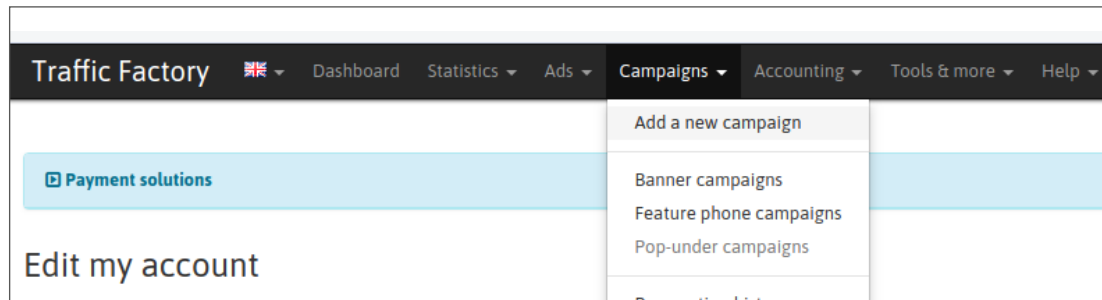 Traffic Factory Dashboard Statistics Ads Campaigns Accounting Tools & more Help
Add a new campaign
Payment solutions
Banner campaigns
Feature phone campaigns
Pop-under campaigns
Edit my account